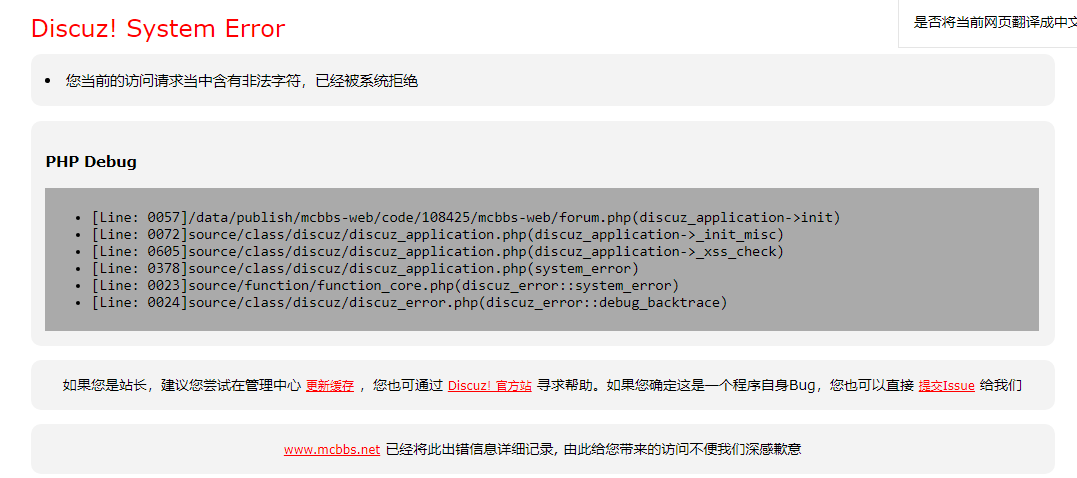 Discuz! System Error
是否将当前网页翻译成中文
您当前的访问请求当中含有非法字符，已经被系统拒绝
PHP Debug
[Line: 0057]/data/publish/mcbbs-web/code/108425/mcbbs-web/forum.php(discuz_application->init)
[Line: 0072]source/class/discuz/discuz_application.php(discuz_application->_init_misc)
[Line: 0605]source/class/discuz/discuz_application.php(discuz_application->_xss_check)
[Line: 0378]source/class/discuz/discuz_application.php(system_error)
[Line: 0023]source/function/function_core.php(discuz_error::system_error)
[Line: 0024]source/class/discuz/discuz_error.php(discuz_error::debug_backtrace)
如果您是站长，建议您尝试在管理中心 更新缓存 ，您也可通过 Discuz! 官方站 寻求帮助。如果您确定这是一个程序自身Bug，您也可以直接 提交Issue 给我们
www.mcbbs.net 已经将此出错信息详细记录, 由此给您带来的访问不便我们深感歉意